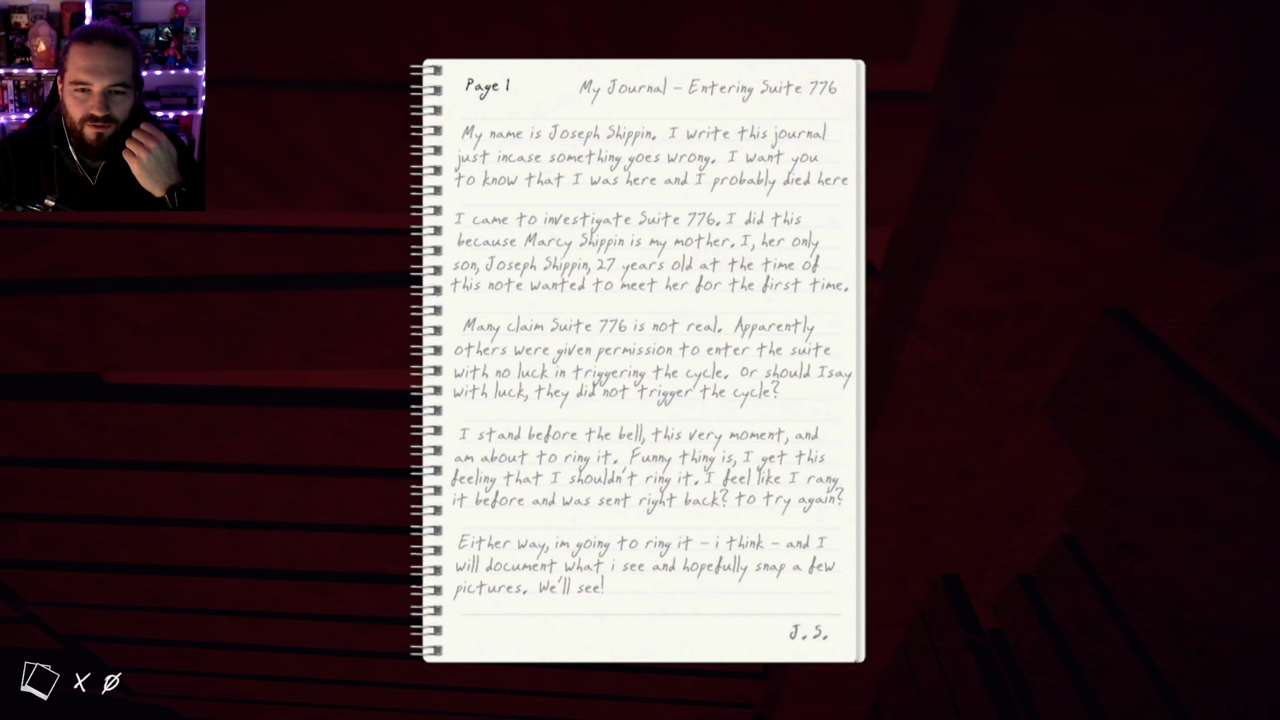 Page 1
My Journal - Entering Suite 776
My name is Joseph Shippin. I write this journal
just incase something goes wrong. I want you
to know that I was here and I probably died here
I came to investigate Suite 776. I did this
because Marcy Shippin is my mother. I, her only
son, Joseph Shippin, 27 years old at the time of
this note wanted to meet her for the first time.
Many claim Suite 776 is not real. Apparently
others were given permission to enter the suite
with no luck in triggering the cycle. Or should I say
with luck, they did not trigger the cycle?
I stand before the bell, this very moment, and
am about to ring it. Funny thing is, I get this
feeling that I shouldn't ring it. I feel like I rang
it before and was sent right back? to try again?
Either way, im going to ring it - i think - and I
will document what i see and hopefully snap a few
pictures. We'll see!
J.S.
X 0